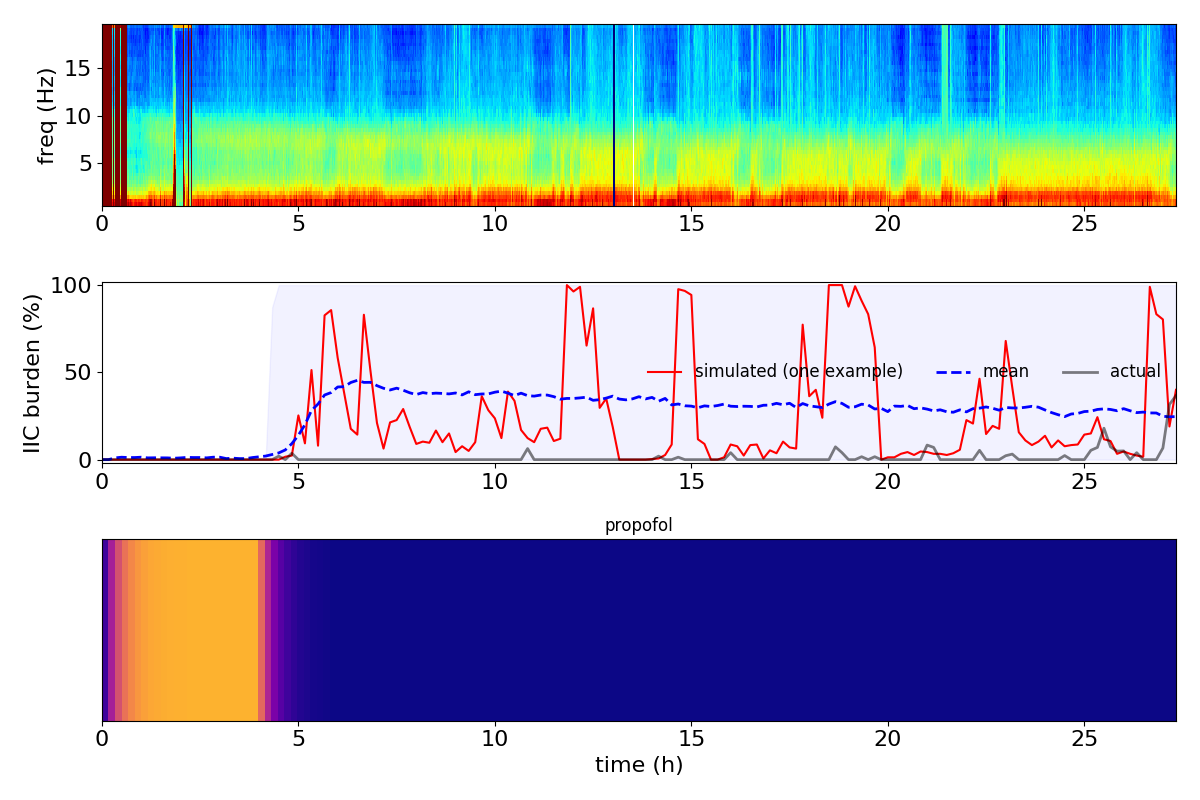 freq (Hz)
15
10
5
0 5 10 15 20 25
IIC burden (%)
100
50
0
simulated (one example) mean actual
0 5 10 15 20 25
propofol
0 5 10 15 20 25
time (h)